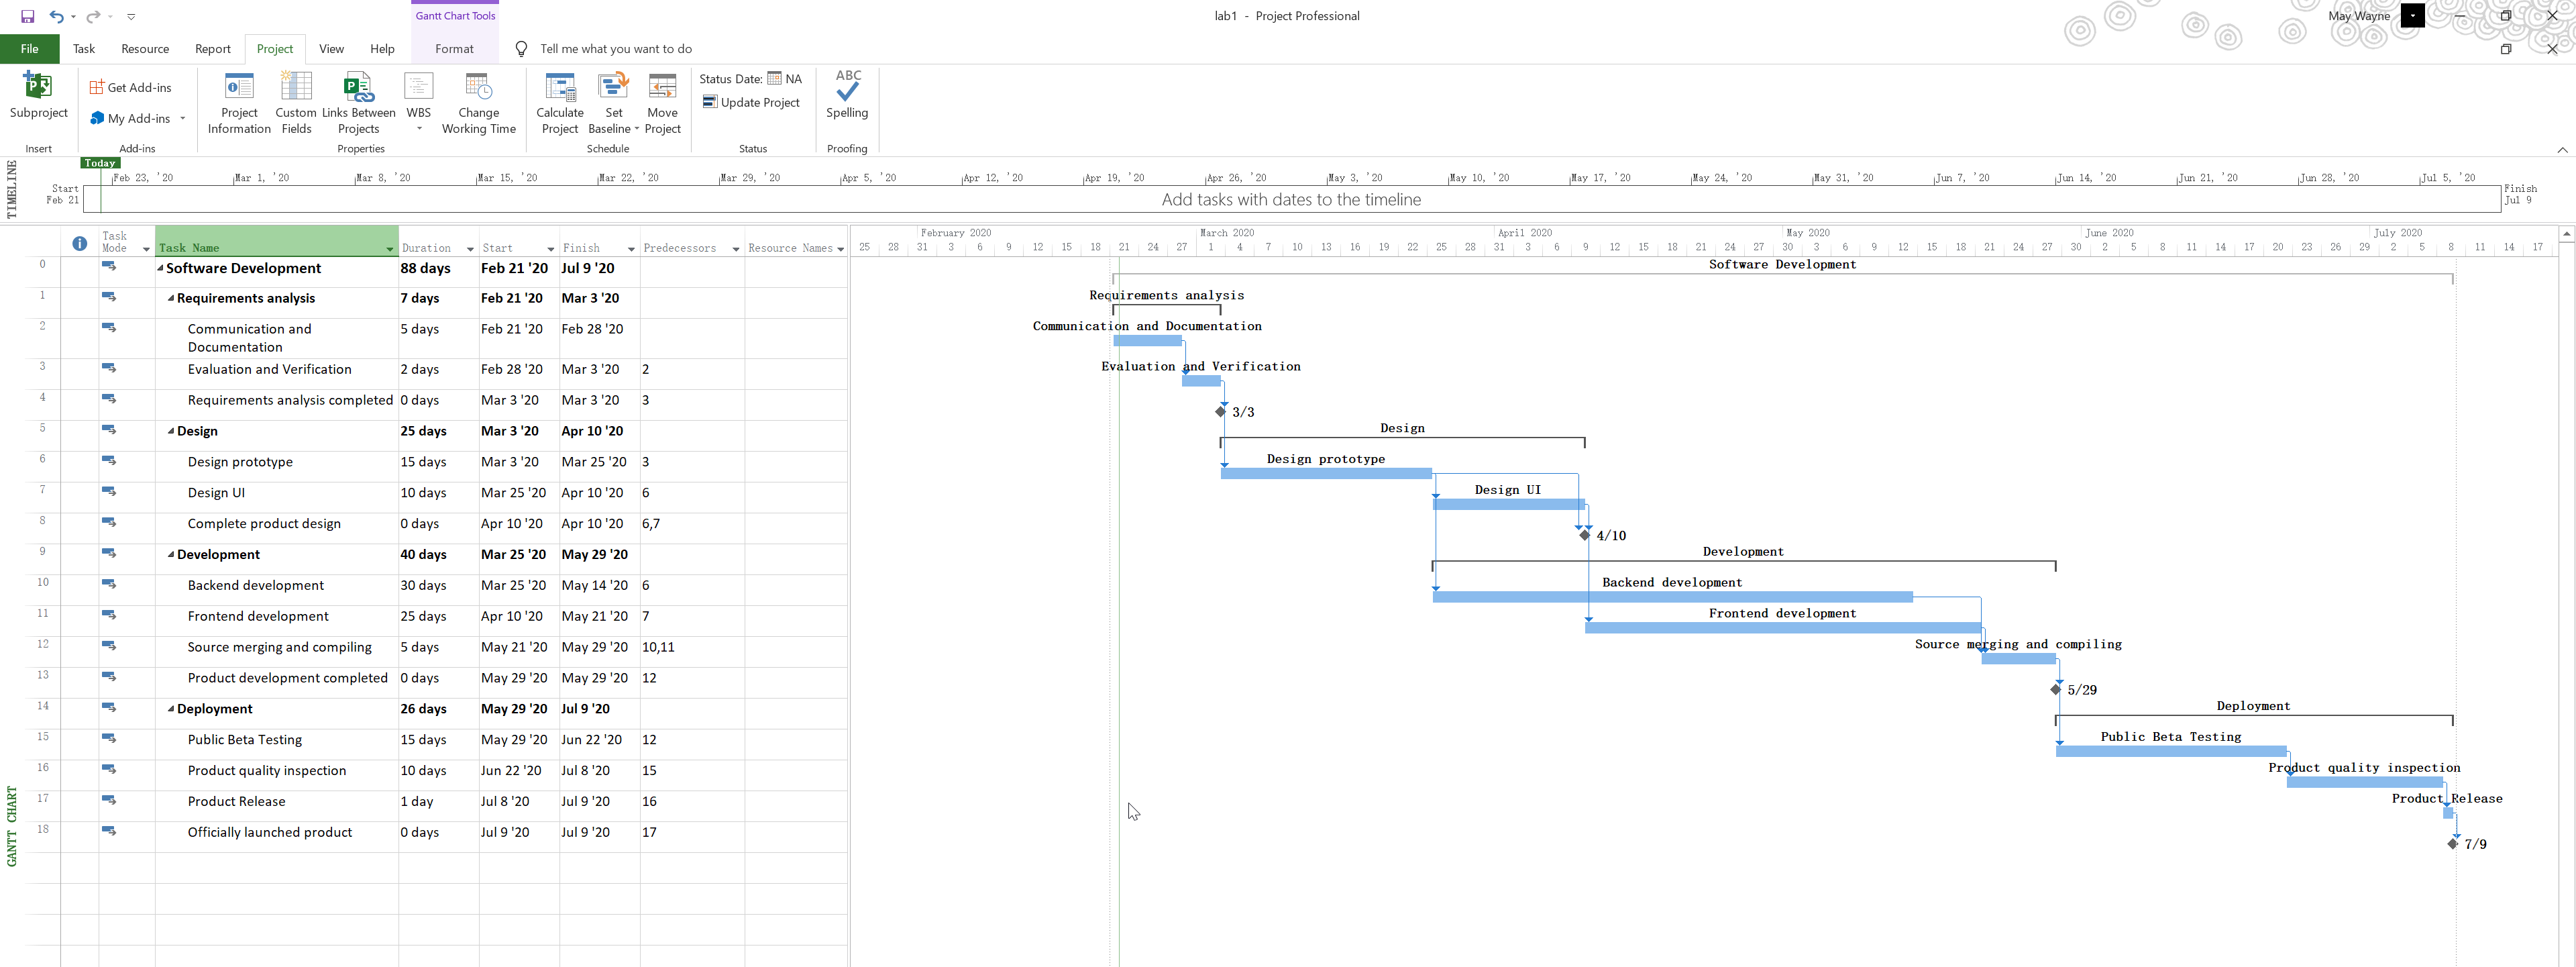 Gantt Chart Tools
lab1 - Project Professional
May Wayne
File Task Resource Report Project View Help Format Tell me what you want to do
Subproject
Insert
Get Add-ins
My Add-ins
Add-ins
Project Information
Custom Fields
Links Between Projects
WBS
Change Working Time
Properties
Calculate Project
Set Baseline
Move Project
Schedule
Status Date: NA
Update Project
Status
ABC
Spelling
Proofing
TIMELINE
Today
Feb 23, '20 Mar 1, '20 Mar 8, '20 Mar 15, '20 Mar 22, '20 Mar 29, '20 Apr 5, '20 Apr 12, '20 Apr 19, '20 Apr 26, '20 May 3, '20 May 10, '20 May 17, '20 May 24, '20 May 31, '20 Jun 7, '20 Jun 14, '20 Jun 21, '20 Jun 28, '20 Jul 5, '20
Start
Feb 21
Add tasks with dates to the timeline
Finish
Jul 9
GANTT CHART
Task Mode Task Name Duration Start Finish Predecessors Resource Names
0 Software Development 88 days Feb 21 '20 Jul 9 '20
1 Requirements analysis 7 days Feb 21 '20 Mar 3 '20
2 Communication and Documentation 5 days Feb 21 '20 Feb 28 '20
3 Evaluation and Verification 2 days Feb 28 '20 Mar 3 '20 2
4 Requirements analysis completed 0 days Mar 3 '20 Mar 3 '20 3
5 Design 25 days Mar 3 '20 Apr 10 '20
6 Design prototype 15 days Mar 3 '20 Mar 25 '20 3
7 Design UI 10 days Mar 25 '20 Apr 10 '20 6
8 Complete product design 0 days Apr 10 '20 Apr 10 '20 6,7
9 Development 40 days Mar 25 '20 May 29 '20
10 Backend development 30 days Mar 25 '20 May 14 '20 6
11 Frontend development 25 days Apr 10 '20 May 21 '20 7
12 Source merging and compiling 5 days May 21 '20 May 29 '20 10,11
13 Product development completed 0 days May 29 '20 May 29 '20 12
14 Deployment 26 days May 29 '20 Jul 9 '20
15 Public Beta Testing 15 days May 29 '20 Jun 22 '20 12
16 Product quality inspection 10 days Jun 22 '20 Jul 8 '20 15
17 Product Release 1 day Jul 8 '20 Jul 9 '20 16
18 Officially launched product 0 days Jul 9 '20 Jul 9 '20 17
February 2020 March 2020 April 2020 May 2020 June 2020 July 2020
25 28 31 3 6 9 12 15 18 21 24 27 1 4 7 10 13 16 19 22 25 28 31 3 6 9 12 15 18 21 24 27 30 3 6 9 12 15 18 21 24 27 30 2 5 8 11 14 17 20 23 26 29 2 5 8 11 14 17
Software Development
Requirements analysis
Communication and Documentation
Evaluation and Verification
3/3
Design
Design prototype
Design UI
4/10
Development
Backend development
Frontend development
Source merging and compiling
5/29
Deployment
Public Beta Testing
Product quality inspection
Product Release
7/9